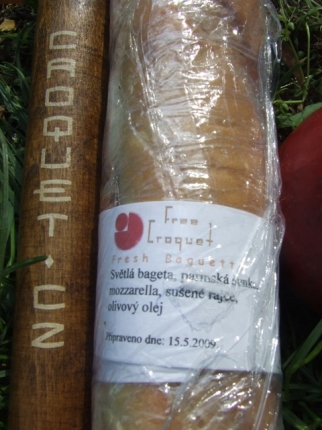 CROQUET.CZ
Free
Croquet
Fresh Baguette
Světlá bageta, parmská šunka,
mozzarella, sušené rajče,
olivový olej
Připraveno dne: 15.5.2009